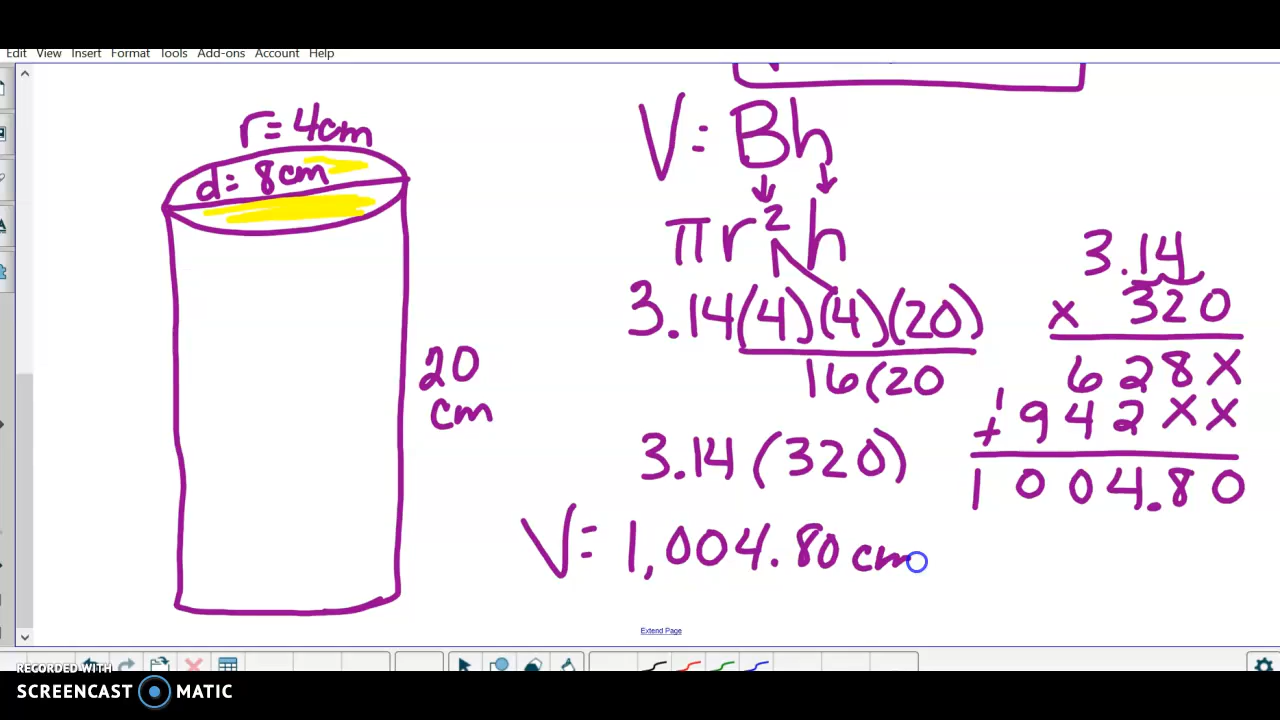 Edit View Insert Format Tools Add-ons Account Help
r = 4cm
d = 8cm
20
cm
V = Bh
πr²h
3.14(4)(4)(20)
16(20
3.14(320)
V = 1,004.80 cm
3.14
x 320
628X
1
+ 942XX
1004.80
Extend Page
RECORDED WITH
SCREENCAST MATIC